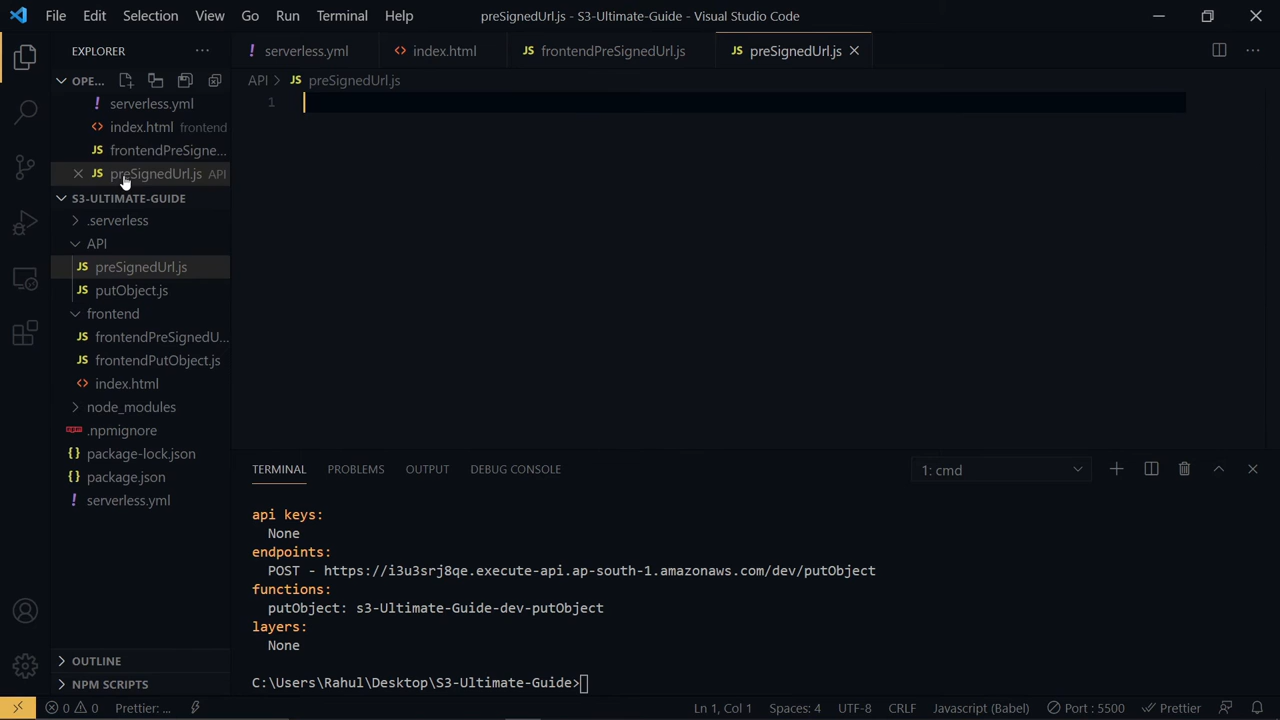 File Edit Selection View Go Run Terminal Help preSignedUrl.js - S3-Ultimate-Guide - Visual Studio Code
EXPLORER
serverless.yml index.html frontendPreSignedUrl.js preSignedUrl.js
OPE...
API > preSignedUrl.js
serverless.yml
1
index.html frontend
frontendPreSigne...
preSignedUrl.js API
S3-ULTIMATE-GUIDE
.serverless
API
preSignedUrl.js
putObject.js
frontend
frontendPreSignedU...
frontendPutObject.js
index.html
node_modules
.npmignore
package-lock.json
package.json
serverless.yml
OUTLINE
NPM SCRIPTS
TERMINAL PROBLEMS OUTPUT DEBUG CONSOLE 1: cmd
api keys:
None
endpoints:
POST - https://i3u3srj8qe.execute-api.ap-south-1.amazonaws.com/dev/putObject
functions:
putObject: s3-Ultimate-Guide-dev-putObject
layers:
None
C:\Users\Rahul\Desktop\S3-Ultimate-Guide>
0 0 Prettier: ... Ln 1, Col 1 Spaces: 4 UTF-8 CRLF Javascript (Babel) Port : 5500 Prettier